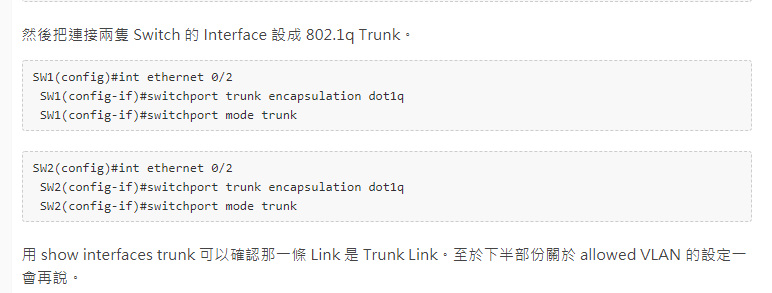 然後把連接兩隻 Switch 的 Interface 設成 802.1q Trunk。
SW1(config)#int ethernet 0/2
SW1(config-if)#switchport trunk encapsulation dot1q
SW1(config-if)#switchport mode trunk
SW2(config)#int ethernet 0/2
SW2(config-if)#switchport trunk encapsulation dot1q
SW2(config-if)#switchport mode trunk
用 show interfaces trunk 可以確認那一條 Link 是 Trunk Link。至於下半部份關於 allowed VLAN 的設定一
會再說。